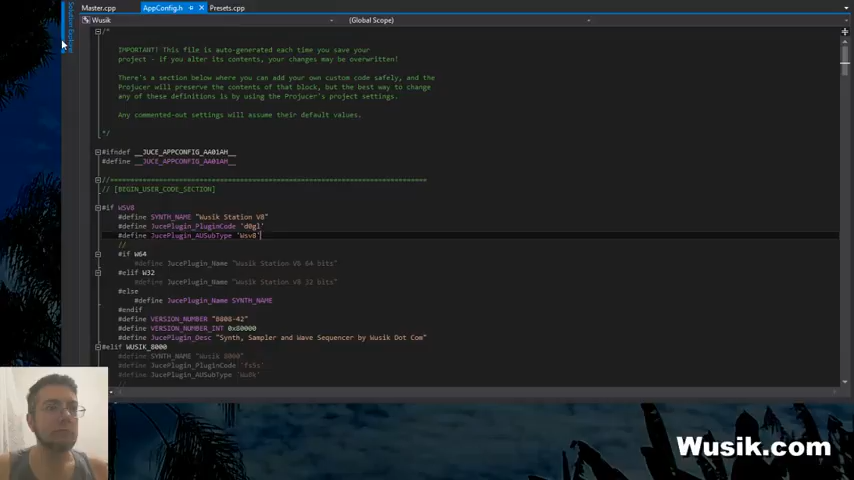 Master.cpp
AppConfig.h
Presets.cpp
Solution Explorer
Wusik
(Global Scope)
/*
IMPORTANT! This file is auto-generated each time you save your
project - if you alter its contents, your changes may be overwritten!
There's a section below where you can add your own custom code safely, and the
Projucer will preserve the contents of that block, but the best way to change
any of these definitions is by using the Projucer's project settings.
Any commented-out settings will assume their default values.
*/
#ifndef __JUCE_APPCONFIG_AA01AH__
#define __JUCE_APPCONFIG_AA01AH__
//==============================================================================
// [BEGIN_USER_CODE_SECTION]
#if WSV8
#define SYNTH_NAME "Wusik Station V8"
#define JucePlugin_PluginCode 'd0gl'
#define JucePlugin_AUSubType 'Wsv8'
//
#if W64
#define JucePlugin_Name "Wusik Station V8 64 bits"
#elif W32
#define JucePlugin_Name "Wusik Station V8 32 bits"
#else
#define JucePlugin_Name SYNTH_NAME
#endif
#define VERSION_NUMBER "8008-42"
#define VERSION_NUMBER_INT 0x80000
#define JucePlugin_Desc "Synth, Sampler and Wave Sequencer by Wusik Dot Com"
#elif WUSIK_8000
#define SYNTH_NAME "Wusik 8000"
#define JucePlugin_PluginCode 'fs5s'
#define JucePlugin_AUSubType
//
Wusik.com